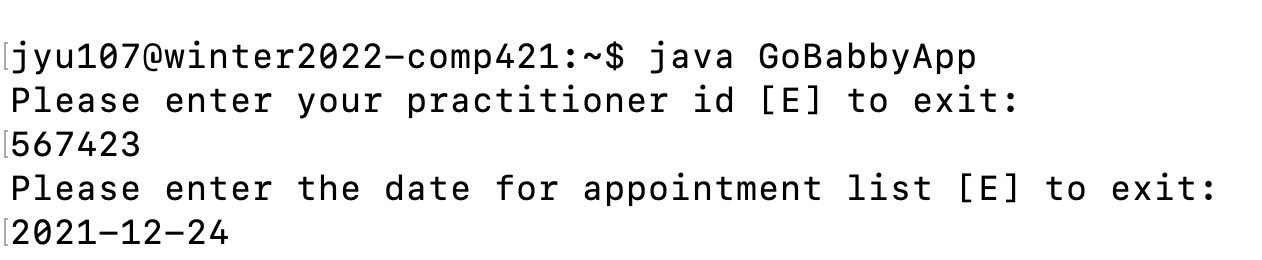 [jyu107@winter2022-comp421:~$ java GoBabbyApp
Please enter your practitioner id [E] to exit:
[567423
Please enter the date for appointment list [E] to exit:
[2021-12-24